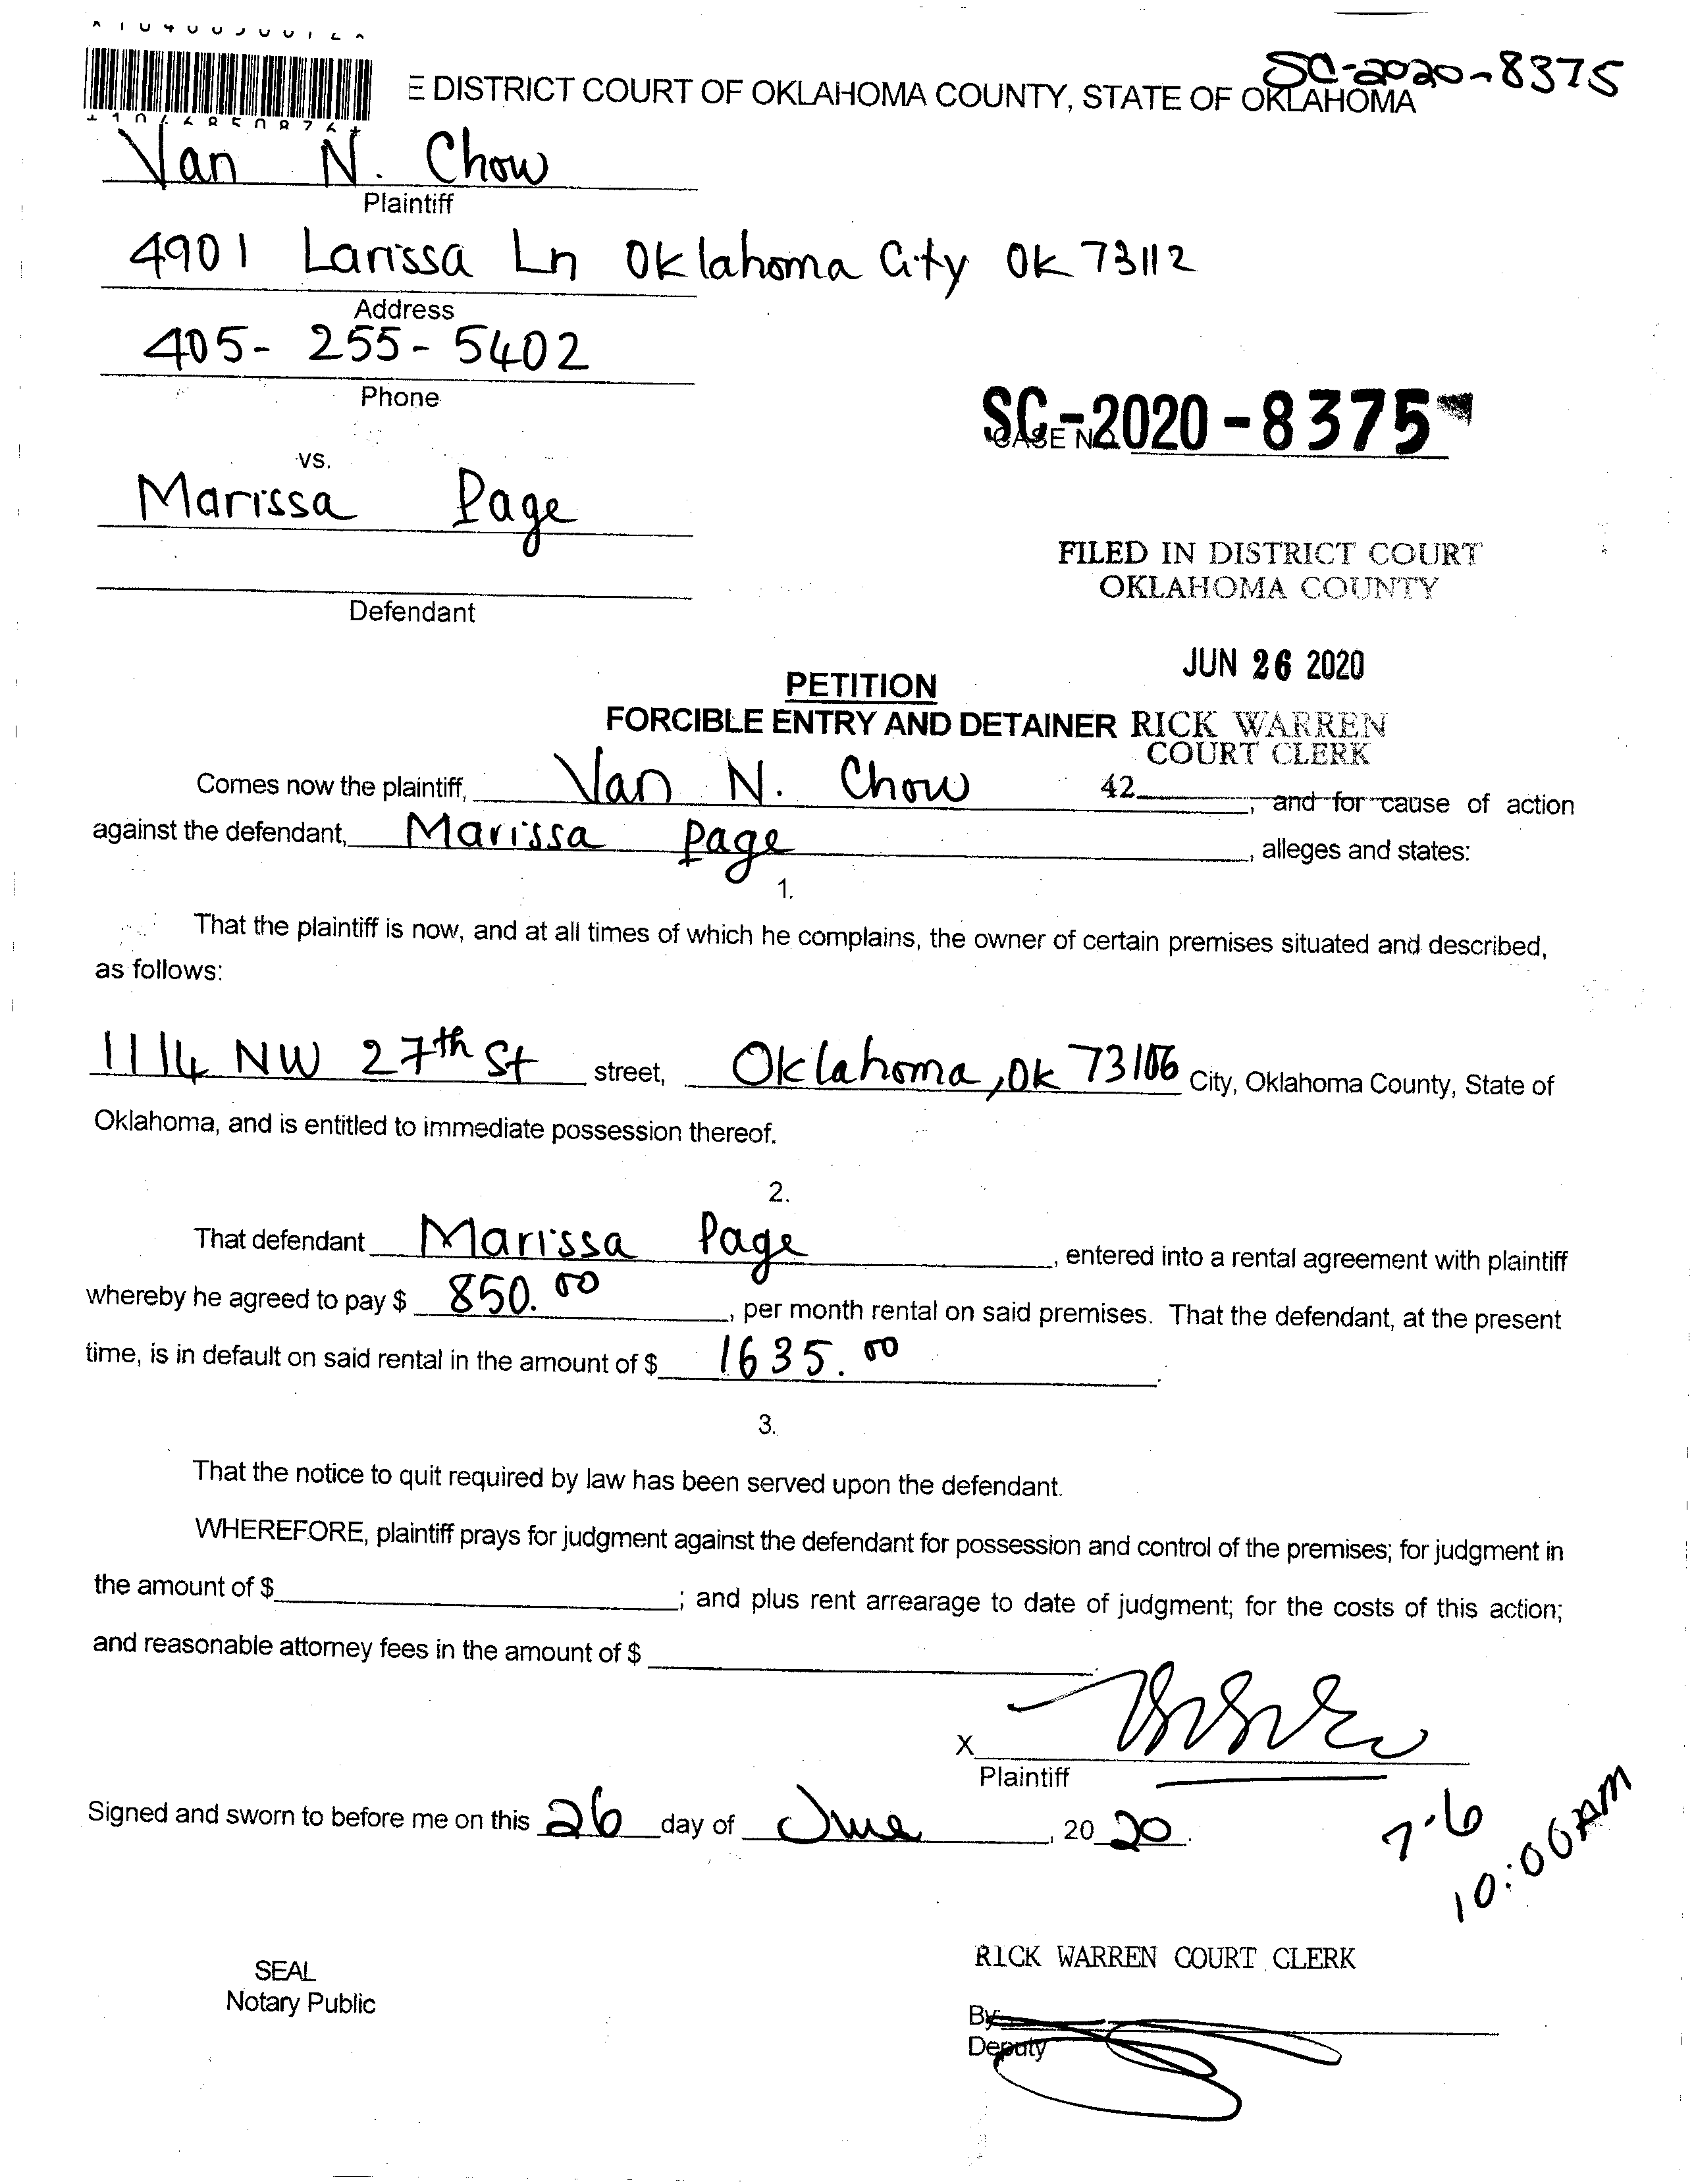 SC-2020-8375
E DISTRICT COURT OF OKLAHOMA COUNTY, STATE OF OKLAHOMA
Van N. Chow
Plaintiff
4901 Larissa Ln Oklahoma City OK 73112
Address
405-255-5402
Phone
SC-2020-8375
CASE NO.
vs.
Marissa Page
FILED IN DISTRICT COURT
OKLAHOMA COUNTY
Defendant
JUN 26 2020
PETITION
FORCIBLE ENTRY AND DETAINER RICK WARREN
COURT CLERK
Comes now the plaintiff, Van N. Chow 42 , and for cause of action
against the defendant, Marissa Page , alleges and states:
1.
That the plaintiff is now, and at all times of which he complains, the owner of certain premises situated and described,
as follows:
1114 NW 27th St street, Oklahoma, OK 73106 City, Oklahoma County, State of
Oklahoma, and is entitled to immediate possession thereof.
2.
That defendant Marissa Page , entered into a rental agreement with plaintiff
whereby he agreed to pay $ 850.00 , per month rental on said premises. That the defendant, at the present
time, is in default on said rental in the amount of $ 1635.00 .
3.
That the notice to quit required by law has been served upon the defendant.
WHEREFORE, plaintiff prays for judgment against the defendant for possession and control of the premises; for judgment in
the amount of $ ; and plus rent arrearage to date of judgment; for the costs of this action;
and reasonable attorney fees in the amount of $ .
X
Plaintiff
Signed and sworn to before me on this 26 day of June , 20 20.
7-6
10:00AM
RICK WARREN COURT CLERK
SEAL
Notary Public
By
Deputy